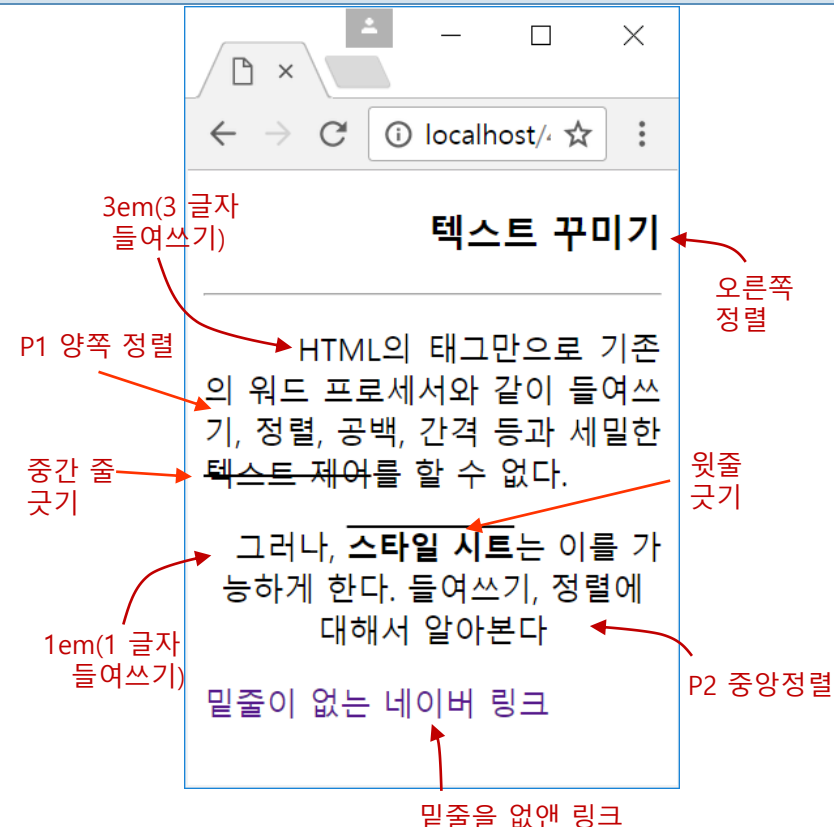 localhost/4
3em(3 글자
들여쓰기)
텍스트 꾸미기
오른쪽
정렬
P1 양쪽 정렬
HTML의 태그만으로 기존
의 워드 프로세서와 같이 들여쓰
기, 정렬, 공백, 간격 등과 세밀한
텍스트 제어를 할 수 없다.
중간 줄
긋기
윗줄
긋기
그러나, 스타일 시트는 이를 가
능하게 한다. 들여쓰기, 정렬에
대해서 알아본다
1em(1 글자
들여쓰기)
P2 중앙정렬
밑줄이 없는 네이버 링크
밑줄을 없앤 링크